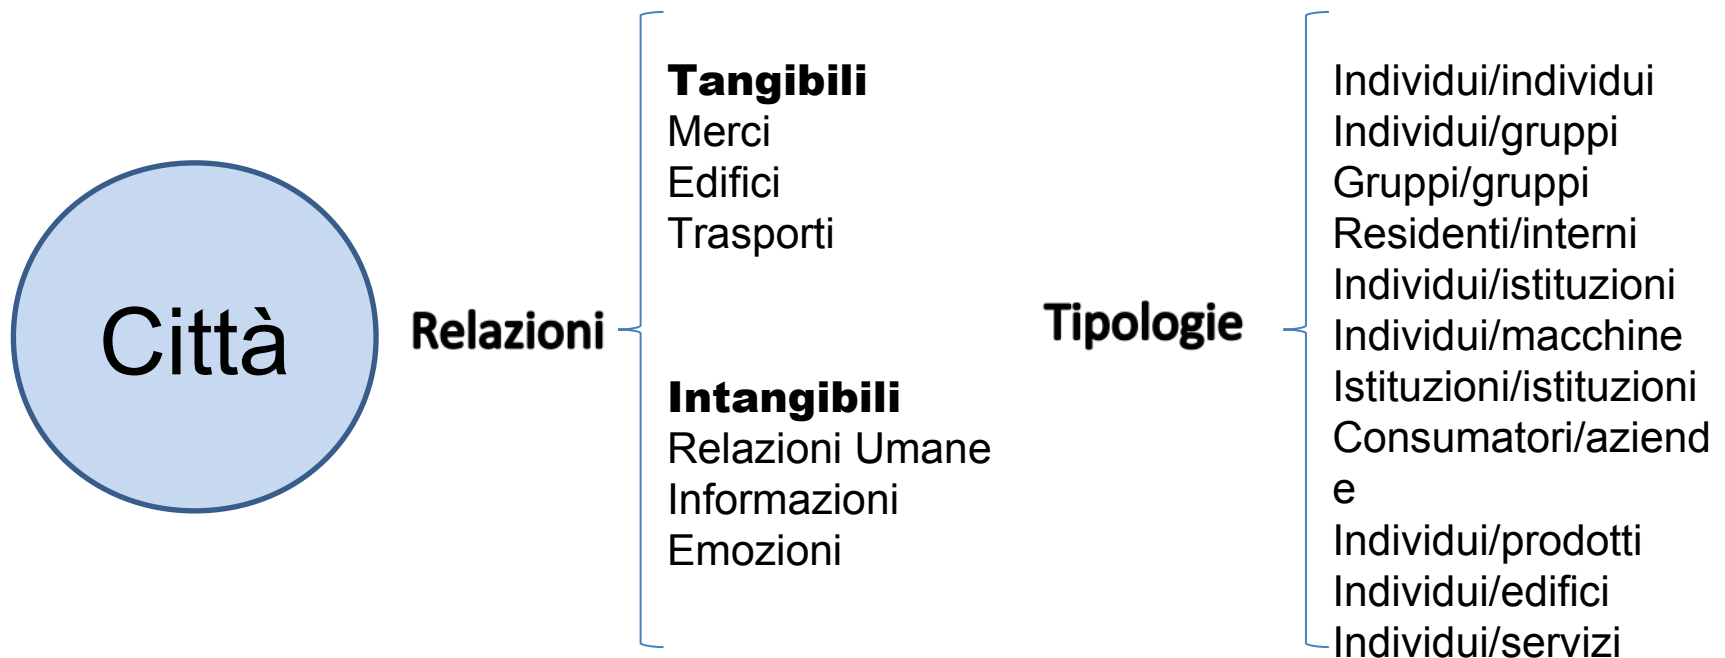 Città
Relazioni
Tangibili
Merci
Edifici
Trasporti
Intangibili
Relazioni Umane
Informazioni
Emozioni
Tipologie
Individui/individui
Individui/gruppi
Gruppi/gruppi
Residenti/interni
Individui/istituzioni
Individui/macchine
Istituzioni/istituzioni
Consumatori/aziend
e
Individui/prodotti
Individui/edifici
Individui/servizi